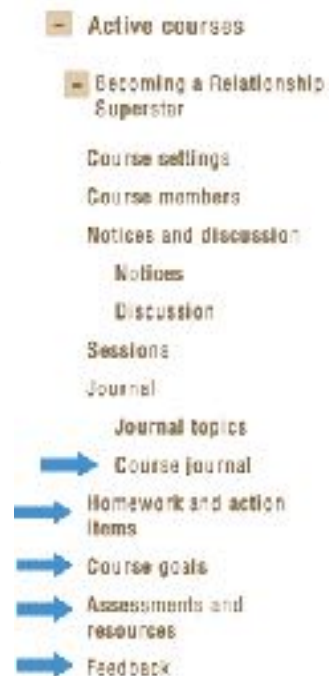 Active courses
Becoming a Relationship
Superstar
Course settings
Course members
Notices and discussion
Notices
Discussion
Sessions
Journal
Journal topics
Course journal
Homework and action
items
Course goals
Assessments and
resources
Feedback